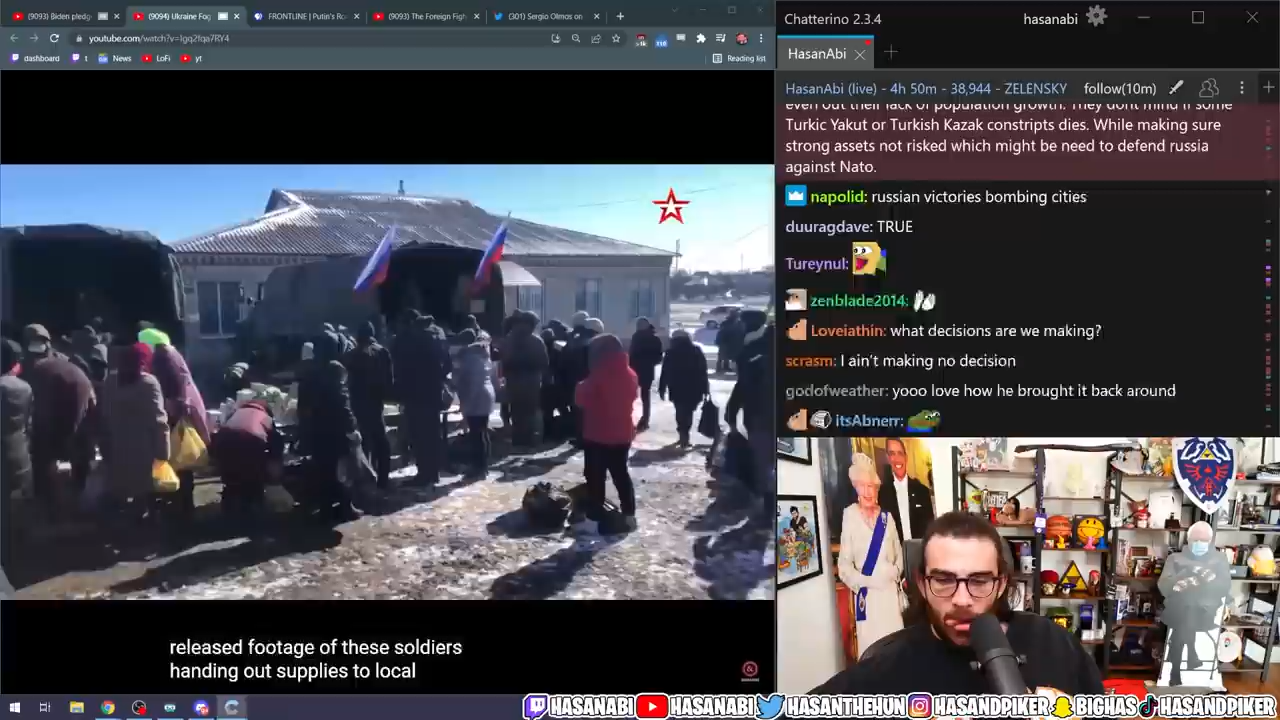 (9093) Biden pledg
(9094) Ukraine Fog
FRONTLINE | Putin's Ro
(9093) The Foreign Figh
(301) Sergio Olmos on
youtube.com/watch?v=Igq2fqa7RY4
dashboard
t
News
LoFi
yt
Reading list
Chatterino 2.3.4
hasanabi
HasanAbi
HasanAbi (live) - 4h 50m - 38,944 - ZELENSKY
follow(10m)
even out their lack of population growth. They dont mind if some
Turkic Yakut or Turkish Kazak constripts dies. While making sure
strong assets not risked which might be need to defend russia
against Nato.
napolid: russian victories bombing cities
duuragdave: TRUE
Tureynul:
zenblade2014:
Loveiathin: what decisions are we making?
scrasm: I ain't making no decision
godofweather: yooo love how he brought it back around
itsAbnerr:
released footage of these soldiers
handing out supplies to local
HASANABI HASANABI HASANTHEHUN HASANDPIKER BIGHAS HASANDPIKER